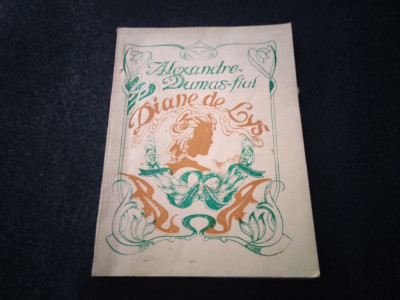 Alexandre
Dumas-fiul
Diane de Lys